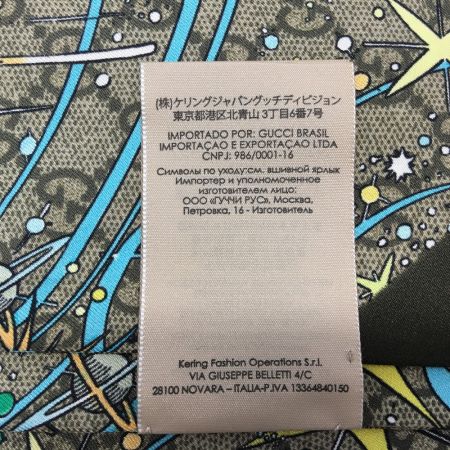 (株)ケリングジャパングッチディビジョン
東京都港区北青山 3丁目6番7号
IMPORTADO POR: GUCCI BRASIL
IMPORTAÇAO E EXPORTAÇAO LTDA
CNPJ: 986/0001-16
Символы по уходу:см. вшивной ярлык
Импортер и уполномоченное
изготовителем лицо:
ООО «ГУЧЧИ РУС», Москва,
Петровка, 16 - Изготовитель
Kering Fashion Operations S.r.l.
VIA GIUSEPPE BELLETTI 4/C
28100 NOVARA – ITALIA-P.IVA 13364840150